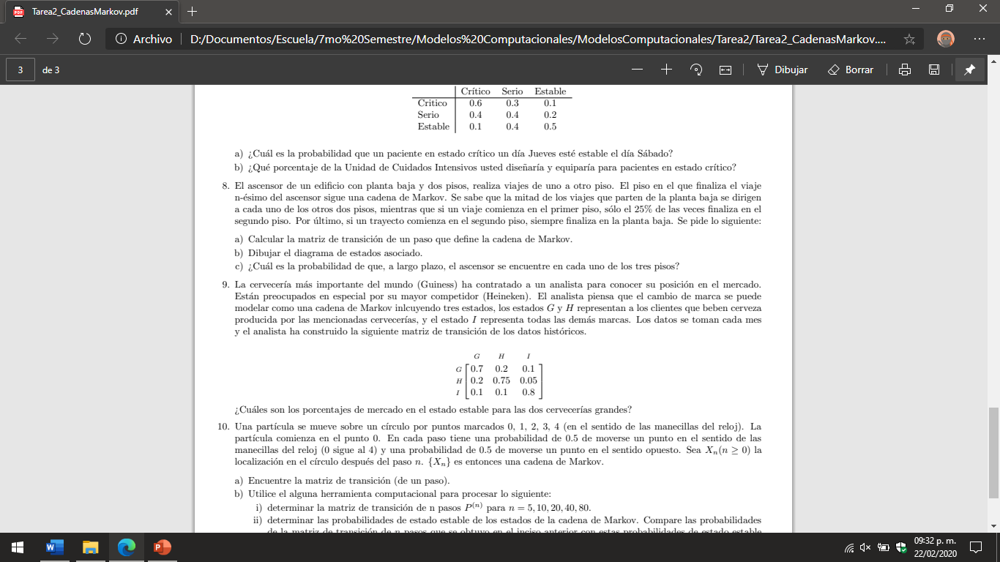 Tarea2_CadenasMarkov.pdf
Archivo D:/Documentos/Escuela/7mo%20Semestre/Modelos%20Computacionales/ModelosComputacionales/Tarea2/Tarea2_CadenasMarkov....
3 de 3 Dibujar Borrar
Crítico Serio Estable
Critico 0.6 0.3 0.1
Serio 0.4 0.4 0.2
Estable 0.1 0.4 0.5
a) ¿Cuál es la probabilidad que un paciente en estado crítico un día Jueves esté estable el día Sábado?
b) ¿Qué porcentaje de la Unidad de Cuidados Intensivos usted diseñaría y equiparía para pacientes en estado crítico?
8. El ascensor de un edificio con planta baja y dos pisos, realiza viajes de uno a otro piso. El piso en el que finaliza el viaje
n-ésimo del ascensor sigue una cadena de Markov. Se sabe que la mitad de los viajes que parten de la planta baja se dirigen
a cada uno de los otros dos pisos, mientras que si un viaje comienza en el primer piso, sólo el 25% de las veces finaliza en el
segundo piso. Por último, si un trayecto comienza en el segundo piso, siempre finaliza en la planta baja. Se pide lo siguiente:
a) Calcular la matriz de transición de un paso que define la cadena de Markov.
b) Dibujar el diagrama de estados asociado.
c) ¿Cuál es la probabilidad de que, a largo plazo, el ascensor se encuentre en cada uno de los tres pisos?
9. La cervecería más importante del mundo (Guiness) ha contratado a un analista para conocer su posición en el mercado.
Están preocupados en especial por su mayor competidor (Heineken). El analista piensa que el cambio de marca se puede
modelar como una cadena de Markov inlcuyendo tres estados, los estados G y H representan a los clientes que beben cerveza
producida por las mencionadas cervecerías, y el estado I representa todas las demás marcas. Los datos se toman cada mes
y el analista ha construido la siguiente matriz de transición de los datos históricos.
G H I
G 0.7 0.2 0.1
H 0.2 0.75 0.05
I 0.1 0.1 0.8
¿Cuáles son los porcentajes de mercado en el estado estable para las dos cervecerías grandes?
10. Una partícula se mueve sobre un círculo por puntos marcados 0, 1, 2, 3, 4 (en el sentido de las manecillas del reloj). La
partícula comienza en el punto 0. En cada paso tiene una probabilidad de 0.5 de moverse un punto en el sentido de las
manecillas del reloj (0 sigue al 4) y una probabilidad de 0.5 de moverse un punto en el sentido opuesto. Sea Xn(n ≥ 0) la
localización en el círculo después del paso n. {Xn} es entonces una cadena de Markov.
a) Encuentre la matriz de transición (de un paso).
b) Utilice el alguna herramienta computacional para procesar lo siguiente:
i) determinar la matriz de transición de n pasos P(n) para n = 5, 10, 20, 40, 80.
ii) determinar las probabilidades de estado estable de los estados de la cadena de Markov. Compare las probabilidades
de la matriz de transición de n pasos que se obtuvo en el inciso anterior con estas probabilidades de estado estable
09:32 p. m.
22/02/2020